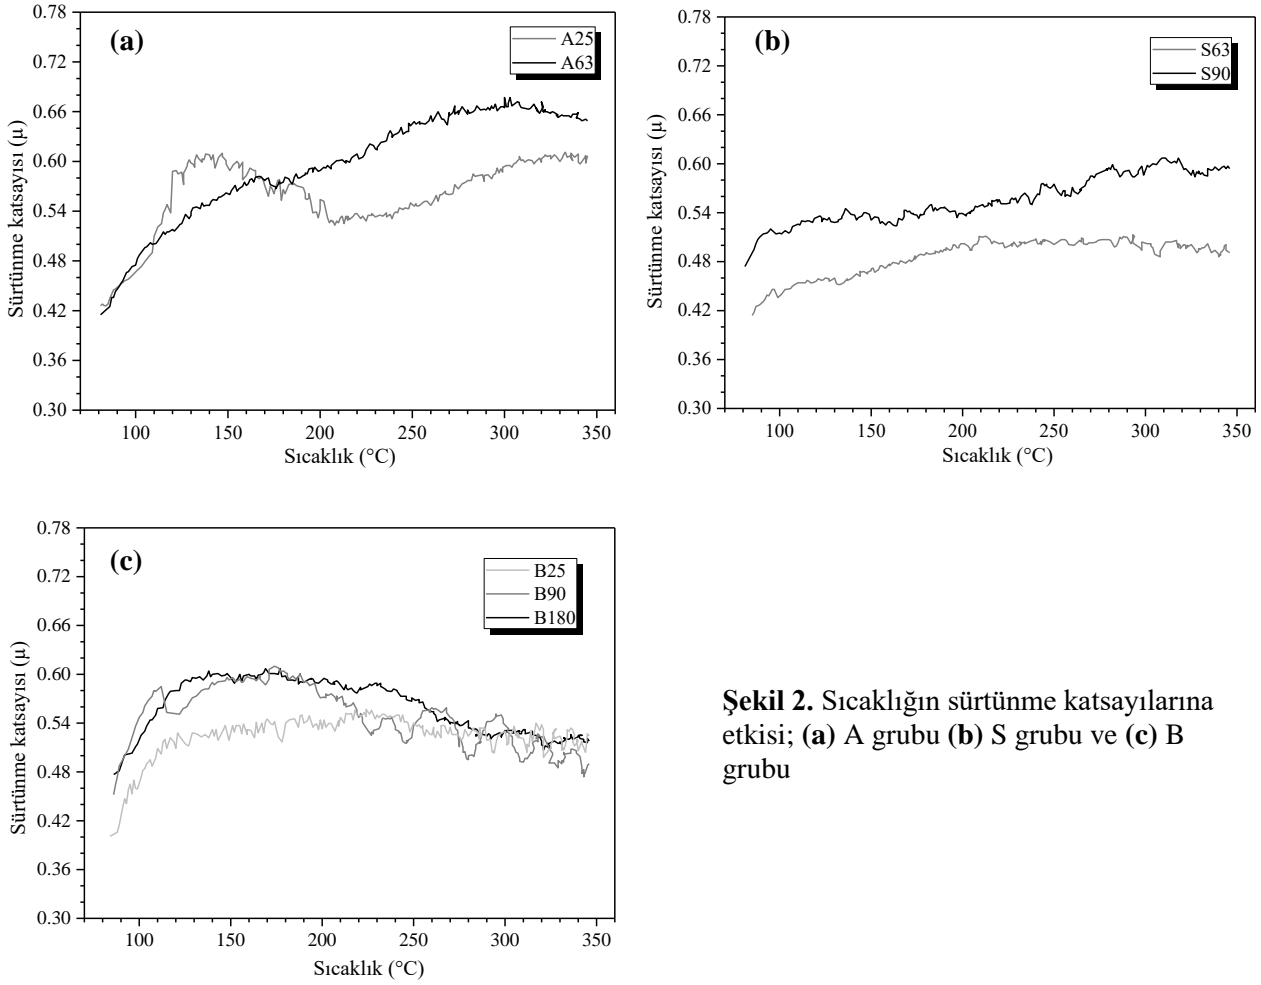 (a)
A25
A63
0.78
0.72
0.66
0.60
0.54
0.48
0.42
0.36
0.30
Sürtünme katsayısı (µ)
100 150 200 250 300 350
Sıcaklık (°C)
(b)
S63
S90
0.78
0.72
0.66
0.60
0.54
0.48
0.42
0.36
0.30
Sürtünme katsayısı (µ)
100 150 200 250 300 350
Sıcaklık (°C)
(c)
B25
B90
B180
0.78
0.72
0.66
0.60
0.54
0.48
0.42
0.36
0.30
Sürtünme katsayısı (µ)
100 150 200 250 300 350
Sıcaklık (°C)
Şekil 2. Sıcaklığın sürtünme katsayılarına
etkisi; (a) A grubu (b) S grubu ve (c) B
grubu